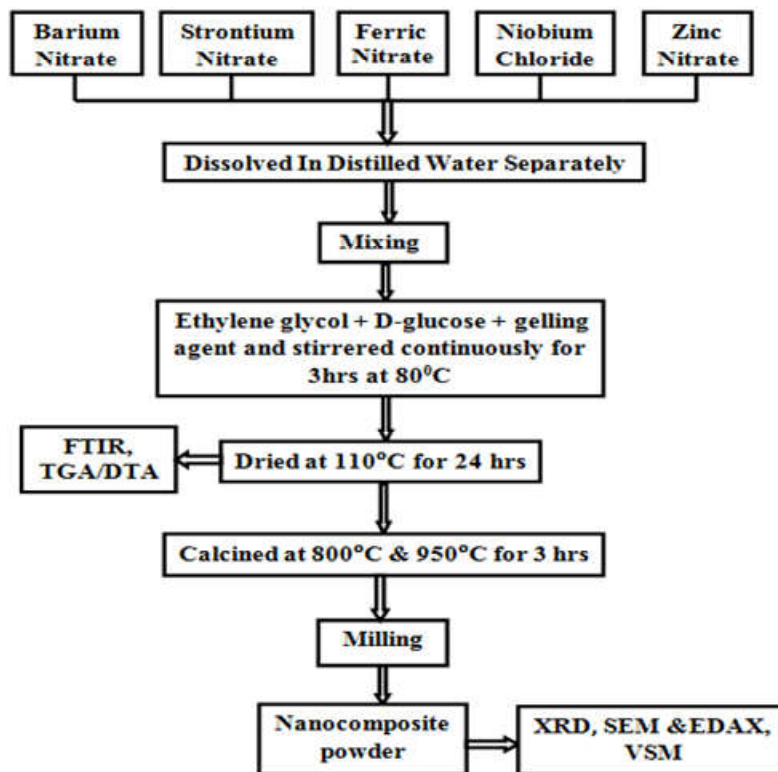 Barium
Nitrate
Strontium
Nitrate
Ferric
Nitrate
Niobium
Chloride
Zinc
Nitrate
Dissolved In Distilled Water Separately
Mixing
Ethylene glycol + D-glucose + gelling
agent and stirrered continuously for
3hrs at 80⁰C
FTIR,
TGA/DTA
Dried at 110°C for 24 hrs
Calcined at 800°C & 950°C for 3 hrs
Milling
Nanocomposite
powder
XRD, SEM &EDAX,
VSM